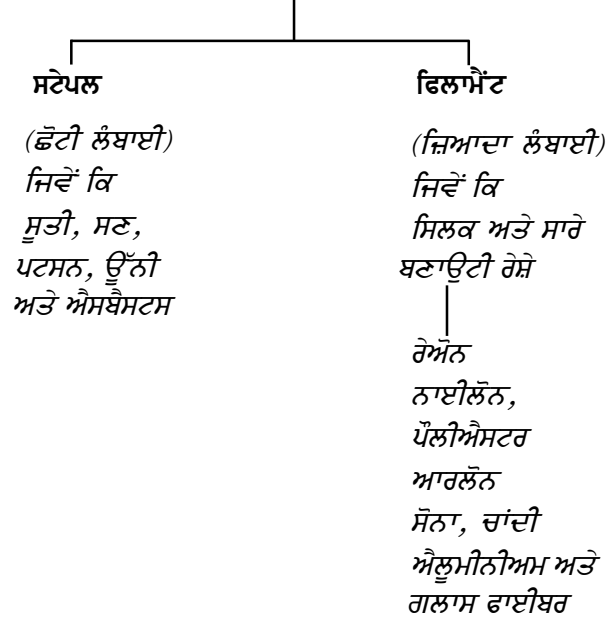 ਸਟੇਪਲ
(ਛੋਟੀ ਲੰਬਾਈ)
ਜਿਵੇਂ ਕਿ
ਸੂਤੀ, ਸਣ,
ਪਟਸਨ, ਊੱਨੀ
ਅਤੇ ਐਸਬੈਸਟਸ
ਫਿਲਾਮੈਂਟ
(ਜ਼ਿਆਦਾ ਲੰਬਾਈ)
ਜਿਵੇਂ ਕਿ
ਸਿਲਕ ਅਤੇ ਸਾਰੇ
ਬਣਾਉਟੀ ਰੇਸ਼ੇ
ਰੇਅੋਨ
ਨਾਈਲੋਨ,
ਪੌਲੀਐਸਟਰ
ਆਰਲੋਨ
ਸੋਨਾ, ਚਾਂਦੀ
ਐਲੂਮੀਨੀਅਮ ਅਤੇ
ਗਲਾਸ ਫਾਈਬਰ